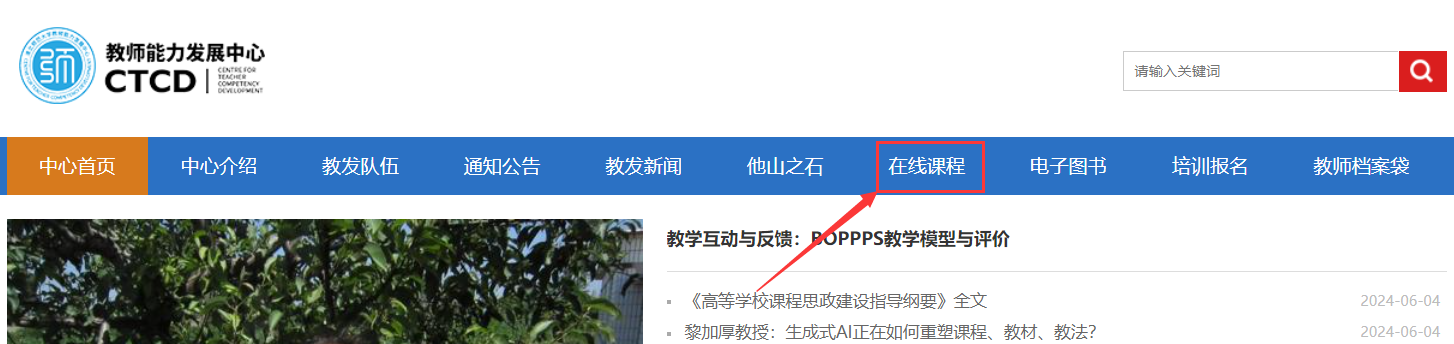 教师能力发展中心
CTCD
CENTRE FOR
TEACHER
COMPETENCY
DEVELOPMENT
请输入关键词
中心首页 中心介绍 教发队伍 通知公告 教发新闻 他山之石 在线课程 电子图书 培训报名 教师档案袋
教学互动与反馈：BOPPPS教学模型与评价
《高等学校课程思政建设指导纲要》全文 2024-06-04
黎加厚教授：生成式AI正在如何重塑课程、教材、教法？ 2024-06-04